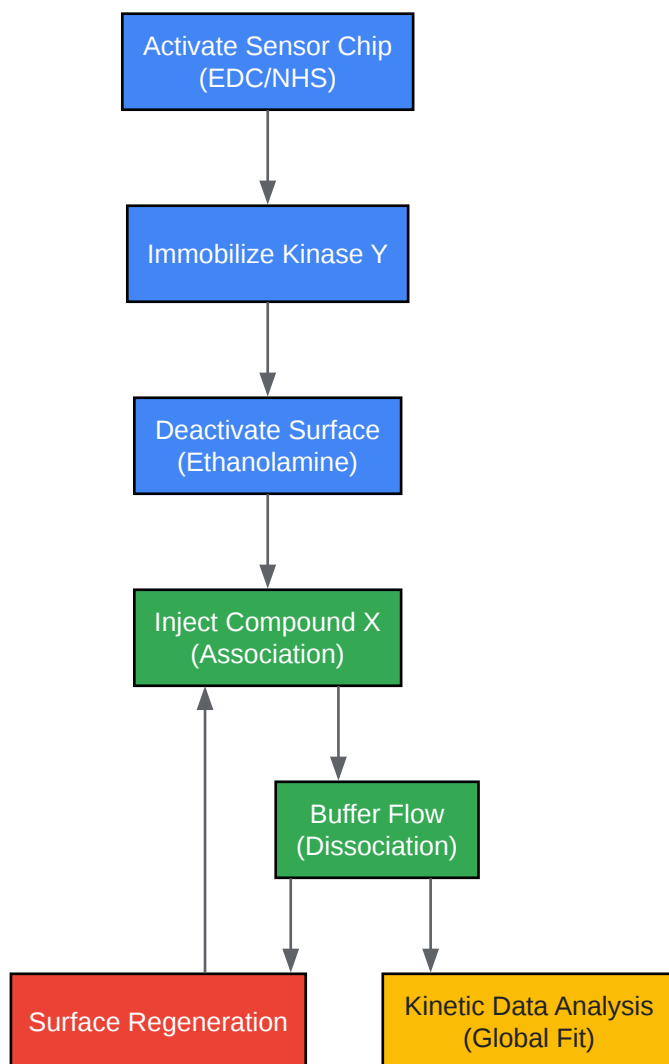 Activate Sensor Chip
(EDC/NHS)
Immobilize Kinase Y
Deactivate Surface
(Ethanolamine)
Inject Compound X
(Association)
Buffer Flow
(Dissociation)
Surface Regeneration
Kinetic Data Analysis
(Global Fit)